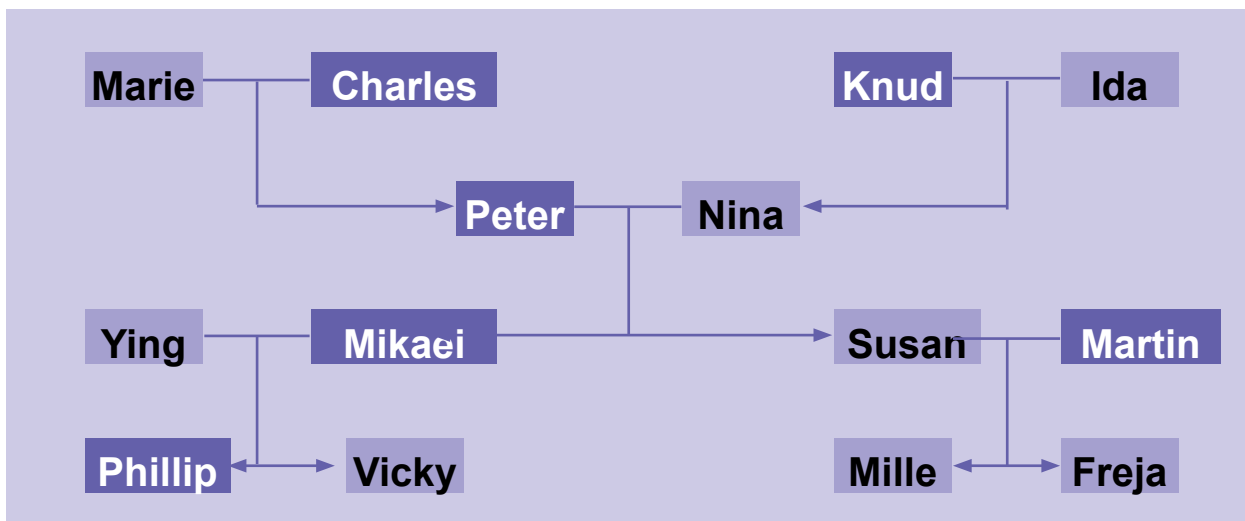 Marie Charles Knud Ida
Peter Nina
Ying Mikaei Susan Martin
Phillip Vicky Mille Freja